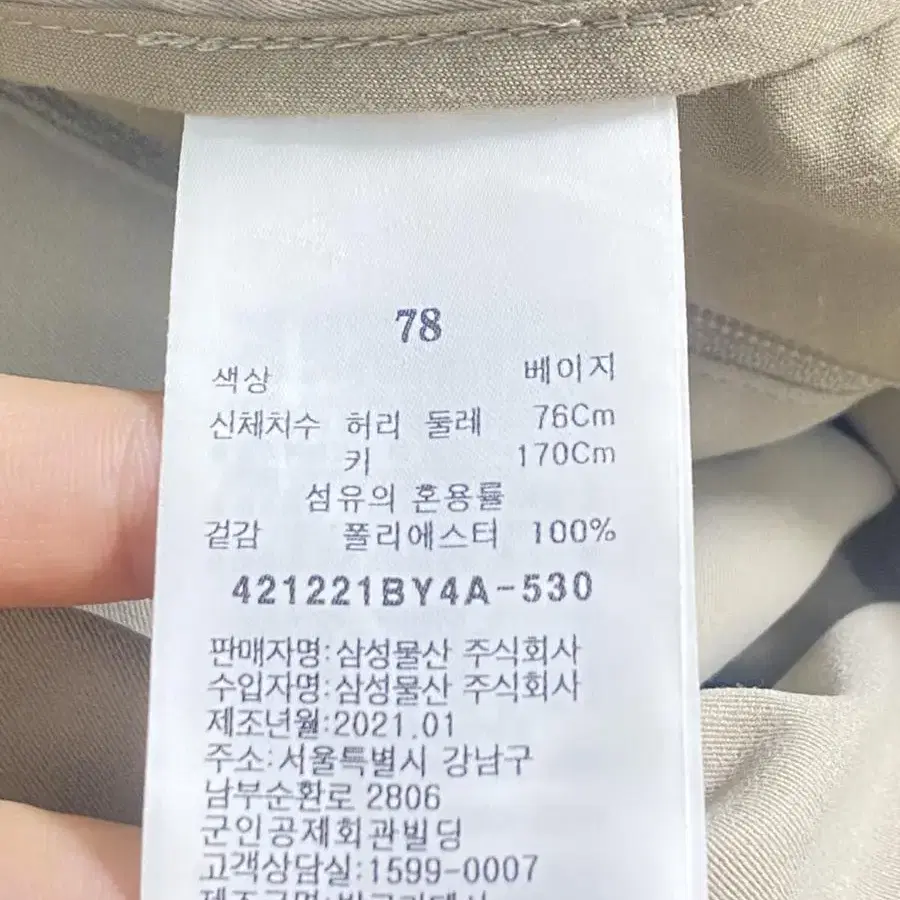 78
색상 베이지
신체치수 허리 둘레 76Cm
키 170Cm
섬유의 혼용률
겉감 폴리에스터 100%
421221BY4A-530
판매자명:삼성물산 주식회사
수입자명:삼성물산 주식회사
제조년월:2021.01
주소:서울특별시 강남구
남부순환로 2806
군인공제회관빌딩
고객상담실:1599-0007